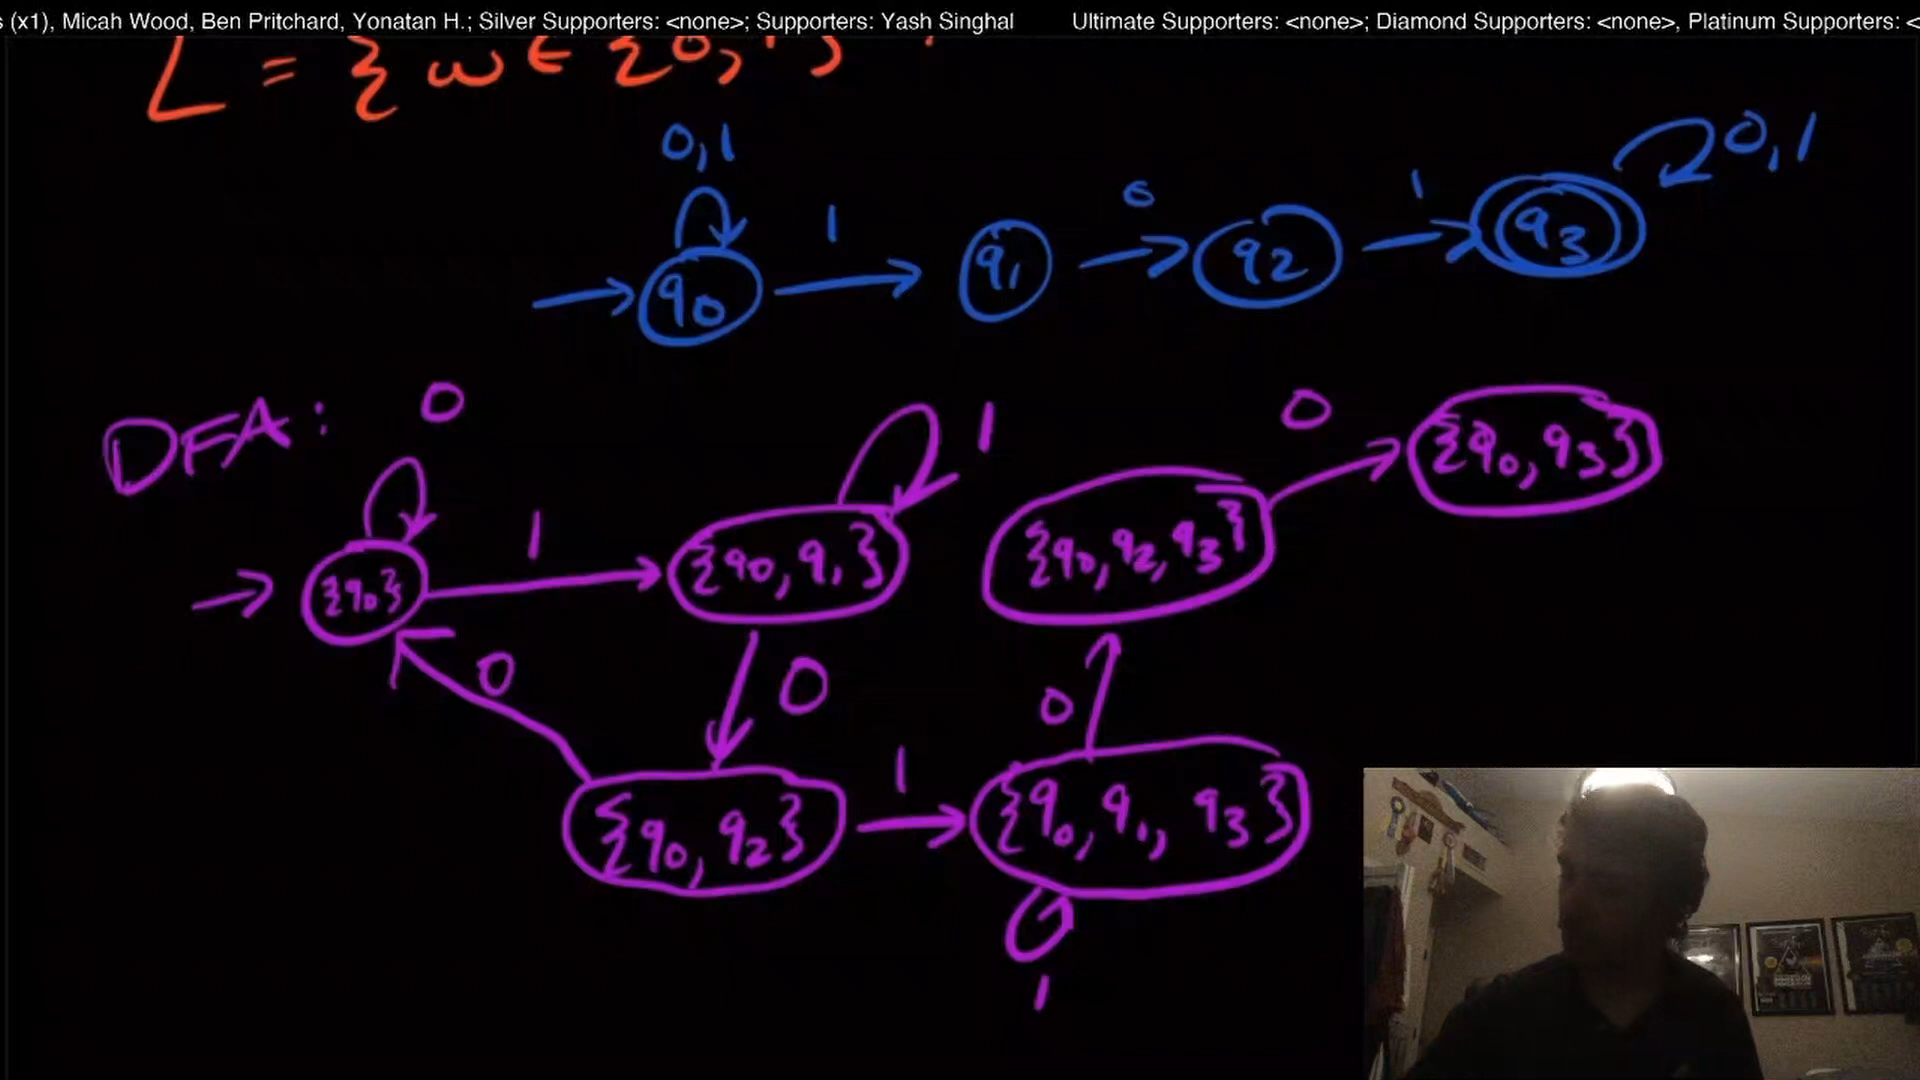 s (x1), Micah Wood, Ben Pritchard, Yonatan H.; Silver Supporters: <none>; Supporters: Yash Singhal Ultimate Supporters: <none>; Diamond Supporters: <none>, Platinum Supporters: <
L = { w ∈ {0,1}
0,1
1
0
1
0,1
q0
q1
q2
q3
DFA:
0
1
0
{q0, q3}
1
{q0}
{q0, q1}
{q0, q2, q3}
0
0
0
1
{q0, q2}
{q0, q1, q3}
1